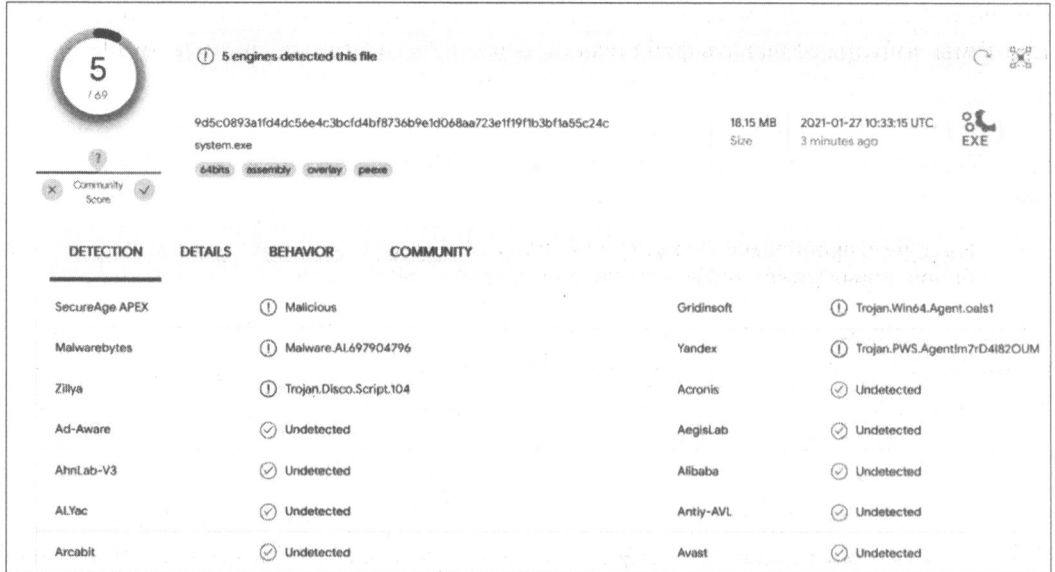 5
/ 69
5 engines detected this file
9d5c0893a1fd4dc56e4c3bcfd4bf8736b9e1d068aa723e1f19f1b3bf1a55c24c
system.exe
18.15 MB
Size
2021-01-27 10:33:15 UTC
3 minutes ago
EXE
64bits assembly overlay peexe
?
Community
Score
DETECTION DETAILS BEHAVIOR COMMUNITY
SecureAge APEX Malicious Gridinsoft Trojan.Win64.Agent.oals1
Malwarebytes Malware.AI.697904796 Yandex Trojan.PWS.Agent!m7rD4I82OUM
Zillya Trojan.Disco.Script.104 Acronis Undetected
Ad-Aware Undetected AegisLab Undetected
AhnLab-V3 Undetected Alibaba Undetected
ALYac Undetected Antiy-AVL Undetected
Arcabit Undetected Avast Undetected